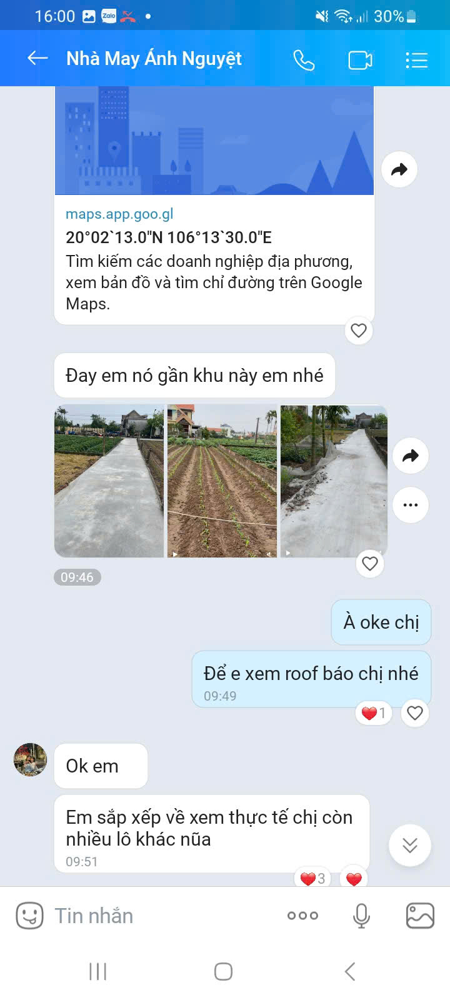 16:00
Zalo
30%
Nhà May Ánh Nguyệt
maps.app.goo.gl
20°02`13.0"N 106°13`30.0"E
Tìm kiếm các doanh nghiệp địa phương,
xem bản đồ và tìm chỉ đường trên Google
Maps.
Đay em nó gần khu này em nhé
09:46
À oke chị
Để e xem roof báo chị nhé
09:49
1
Ok em
Em sắp xếp về xem thực tế chị còn
nhiều lô khác nũa
09:51
3
Tin nhắn